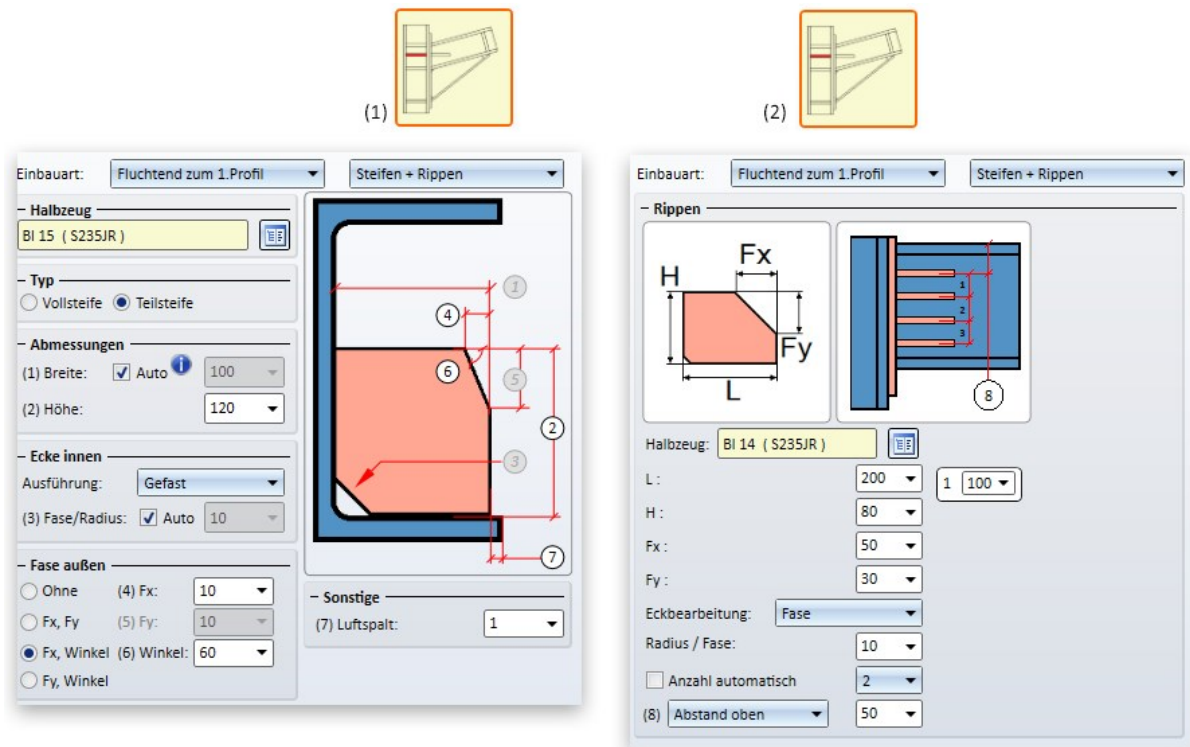 (1)
(2)
Einbauart: Fluchtend zum 1.Profil Steifen + Rippen
Halbzeug
Bl 15 ( S235JR )
Typ
Vollsteife Teilsteife
Abmessungen
(1) Breite: Auto i 100
(2) Höhe: 120
Ecke innen
Ausführung: Gefast
(3) Fase/Radius: Auto 10
Fase außen
Ohne (4) Fx: 10
Fx, Fy (5) Fy: 10
Fx, Winkel (6) Winkel: 60
Fy, Winkel
1
4
6
5
2
3
7
Sonstige
(7) Luftspalt: 1
Einbauart: Fluchtend zum 1.Profil Steifen + Rippen
Rippen
Fx
H
Fy
L
1
2
3
8
Halbzeug: Bl 14 ( S235JR )
L : 200 1 100
H : 80
Fx : 50
Fy : 30
Eckbearbeitung: Fase
Radius / Fase: 10
Anzahl automatisch 2
(8) Abstand oben 50